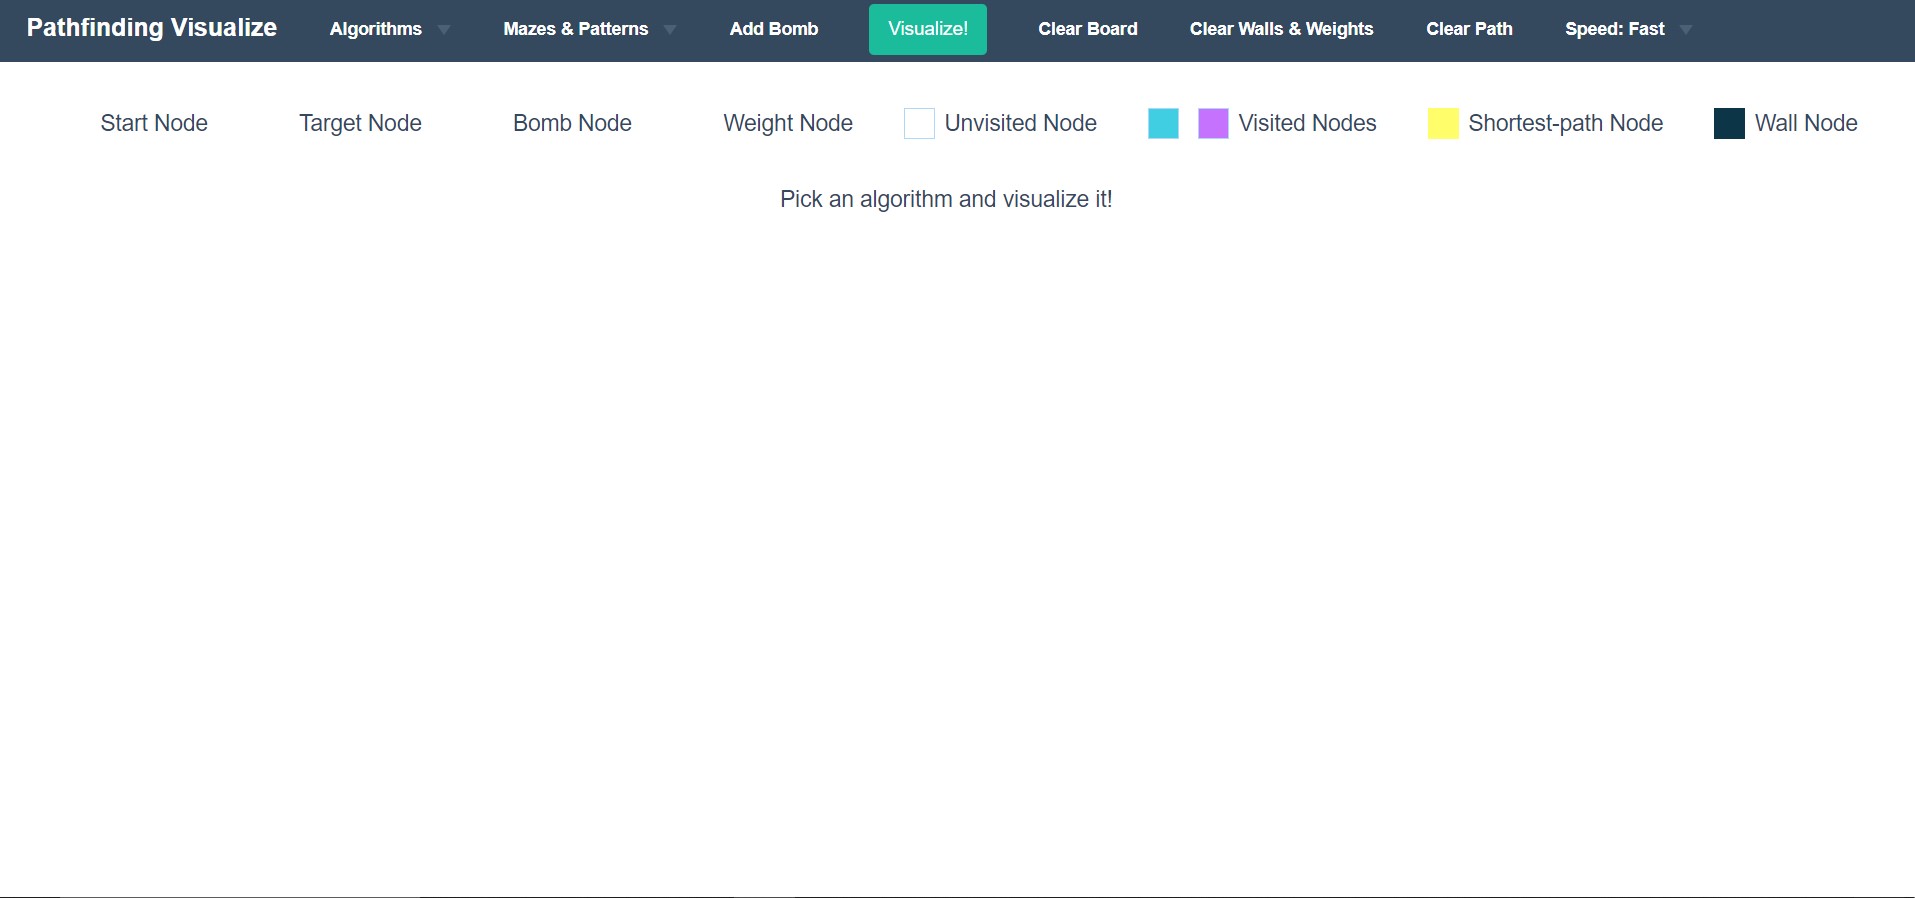 Pathfinding Visualize Algorithms Mazes & Patterns Add Bomb Visualize! Clear Board Clear Walls & Weights Clear Path Speed: Fast
Start Node Target Node Bomb Node Weight Node Unvisited Node Visited Nodes Shortest-path Node Wall Node
Pick an algorithm and visualize it!